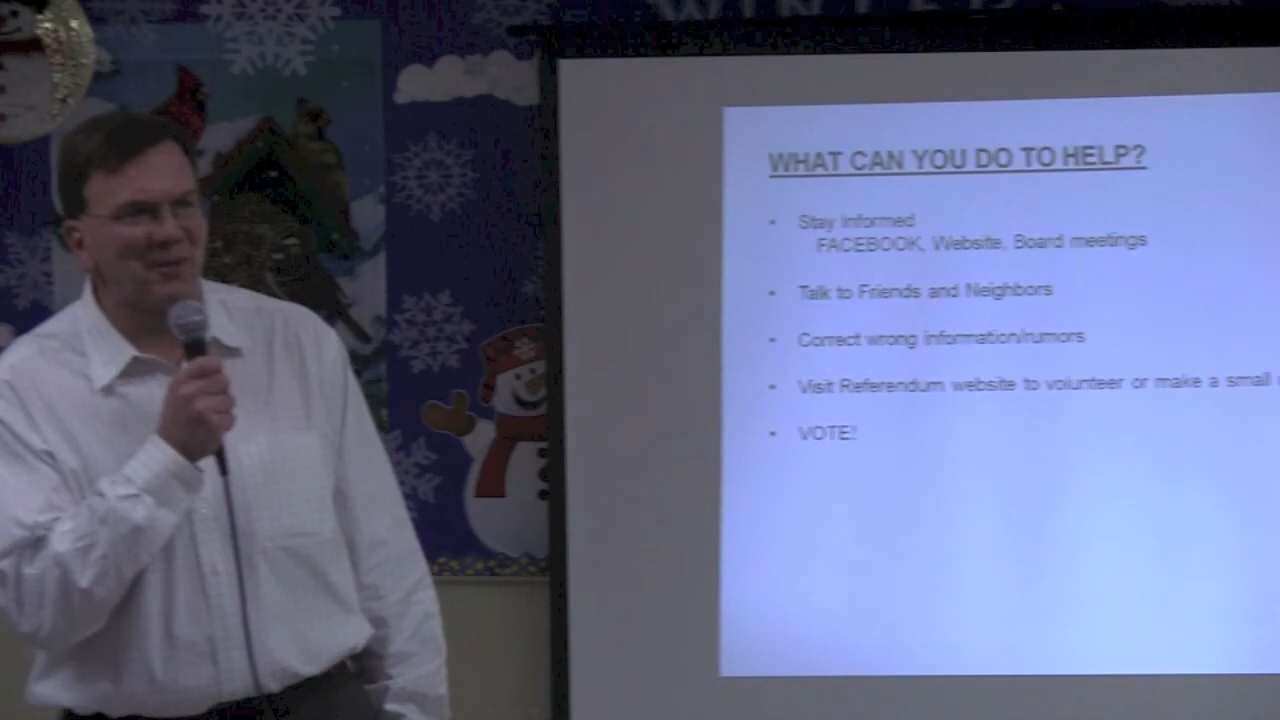 WINTER
WHAT CAN YOU DO TO HELP?
• Stay Informed
FACEBOOK, Website, Board meetings
• Talk to Friends and Neighbors
• Correct wrong information/rumors
• Visit Referendum website to volunteer or make a small
• VOTE!